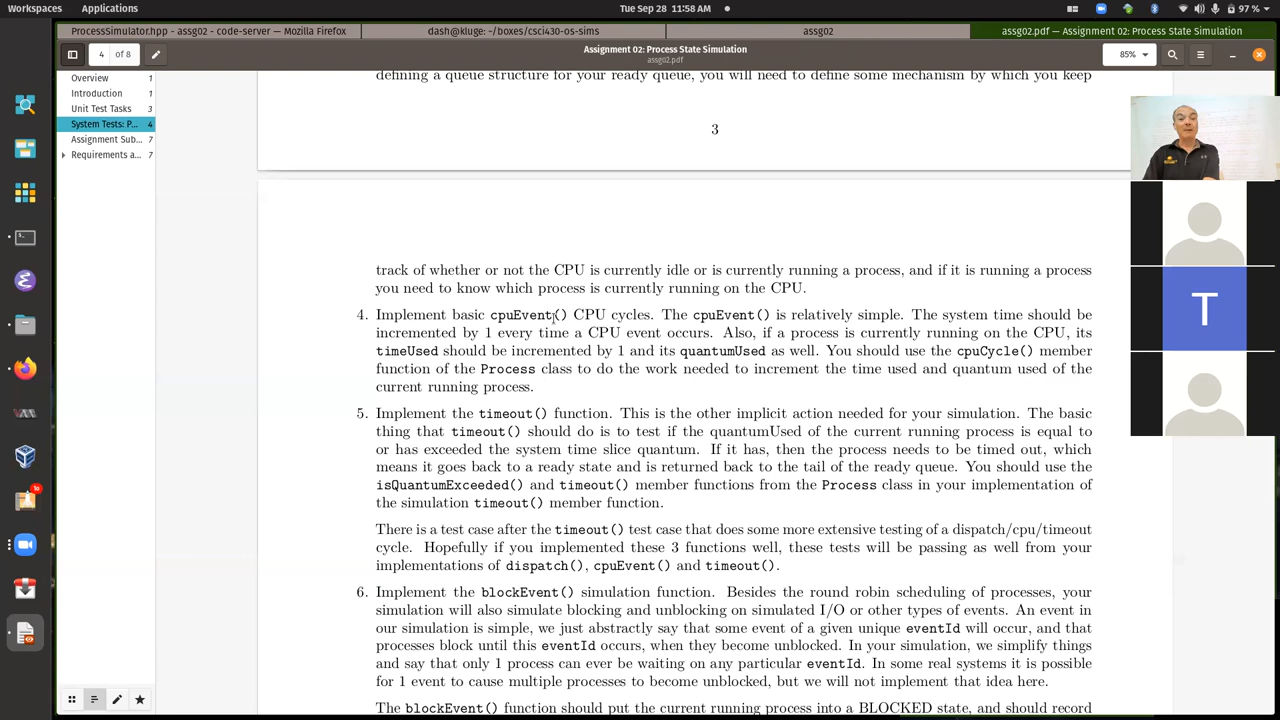 Workspaces
Applications
Tue Sep 28 11:58 AM
97 %
ProcessSimulator.hpp - assg02 - code-server — Mozilla Firefox
dash@kluge: ~/boxes/csci430-os-sims
assg02
assg02.pdf — Assignment 02: Process State Simulation
4 of 8
Assignment 02: Process State Simulation
assg02.pdf
85%
Overview 1
Introduction 1
Unit Test Tasks 3
System Tests: P... 4
Assignment Sub... 7
Requirements a... 7
defining a queue structure for your ready queue, you will need to define some mechanism by which you keep
3
track of whether or not the CPU is currently idle or is currently running a process, and if it is running a process
you need to know which process is currently running on the CPU.
4. Implement basic cpuEvent() CPU cycles. The cpuEvent() is relatively simple. The system time should be
incremented by 1 every time a CPU event occurs. Also, if a process is currently running on the CPU, its
timeUsed should be incremented by 1 and its quantumUsed as well. You should use the cpuCycle() member
function of the Process class to do the work needed to increment the time used and quantum used of the
current running process.
5. Implement the timeout() function. This is the other implicit action needed for your simulation. The basic
thing that timeout() should do is to test if the quantumUsed of the current running process is equal to
or has exceeded the system time slice quantum. If it has, then the process needs to be timed out, which
means it goes back to a ready state and is returned back to the tail of the ready queue. You should use the
isQuantumExceeded() and timeout() member functions from the Process class in your implementation of
the simulation timeout() member function.
There is a test case after the timeout() test case that does some more extensive testing of a dispatch/cpu/timeout
cycle. Hopefully if you implemented these 3 functions well, these tests will be passing as well from your
implementations of dispatch(), cpuEvent() and timeout().
6. Implement the blockEvent() simulation function. Besides the round robin scheduling of processes, your
simulation will also simulate blocking and unblocking on simulated I/O or other types of events. An event in
our simulation is simple, we just abstractly say that some event of a given unique eventId will occur, and that
processes block until this eventId occurs, when they become unblocked. In your simulation, we simplify things
and say that only 1 process can ever be waiting on any particular eventId. In some real systems it is possible
for 1 event to cause multiple processes to become unblocked, but we will not implement that idea here.
The blockEvent() function should put the current running process into a BLOCKED state, and should record
T